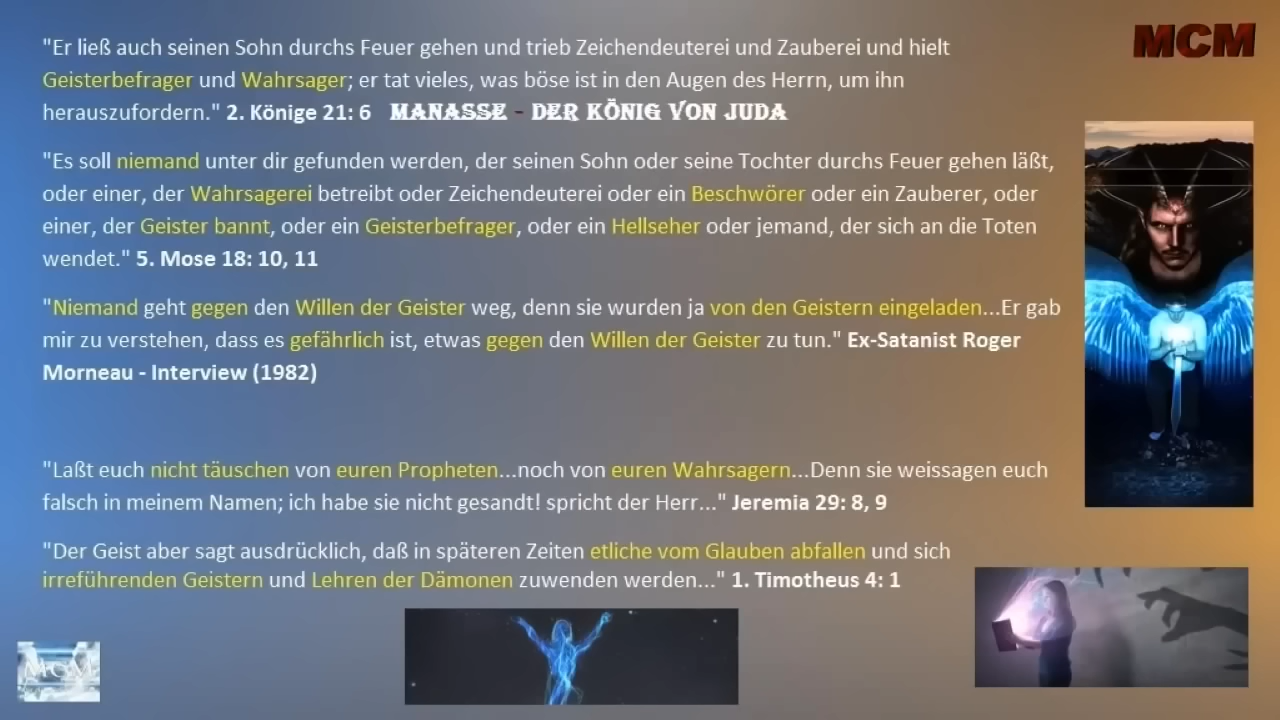 MCM
"Er ließ auch seinen Sohn durchs Feuer gehen und trieb Zeichendeuterei und Zauberei und hielt
Geisterbefrager und Wahrsager; er tat vieles, was böse ist in den Augen des Herrn, um ihn
herauszufordern." 2. Könige 21: 6 MANASSE - DER KÖNIG VON JUDA
"Es soll niemand unter dir gefunden werden, der seinen Sohn oder seine Tochter durchs Feuer gehen läßt,
oder einer, der Wahrsagerei betreibt oder Zeichendeuterei oder ein Beschwörer oder ein Zauberer, oder
einer, der Geister bannt, oder ein Geisterbefrager, oder ein Hellseher oder jemand, der sich an die Toten
wendet." 5. Mose 18: 10, 11
"Niemand geht gegen den Willen der Geister weg, denn sie wurden ja von den Geistern eingeladen...Er gab
mir zu verstehen, dass es gefährlich ist, etwas gegen den Willen der Geister zu tun." Ex-Satanist Roger
Morneau - Interview (1982)
"Laßt euch nicht täuschen von euren Propheten...noch von euren Wahrsagern...Denn sie weissagen euch
falsch in meinem Namen; ich habe sie nicht gesandt! spricht der Herr..." Jeremia 29: 8, 9
"Der Geist aber sagt ausdrücklich, daß in späteren Zeiten etliche vom Glauben abfallen und sich
irreführenden Geistern und Lehren der Dämonen zuwenden werden..." 1. Timotheus 4: 1
MCM